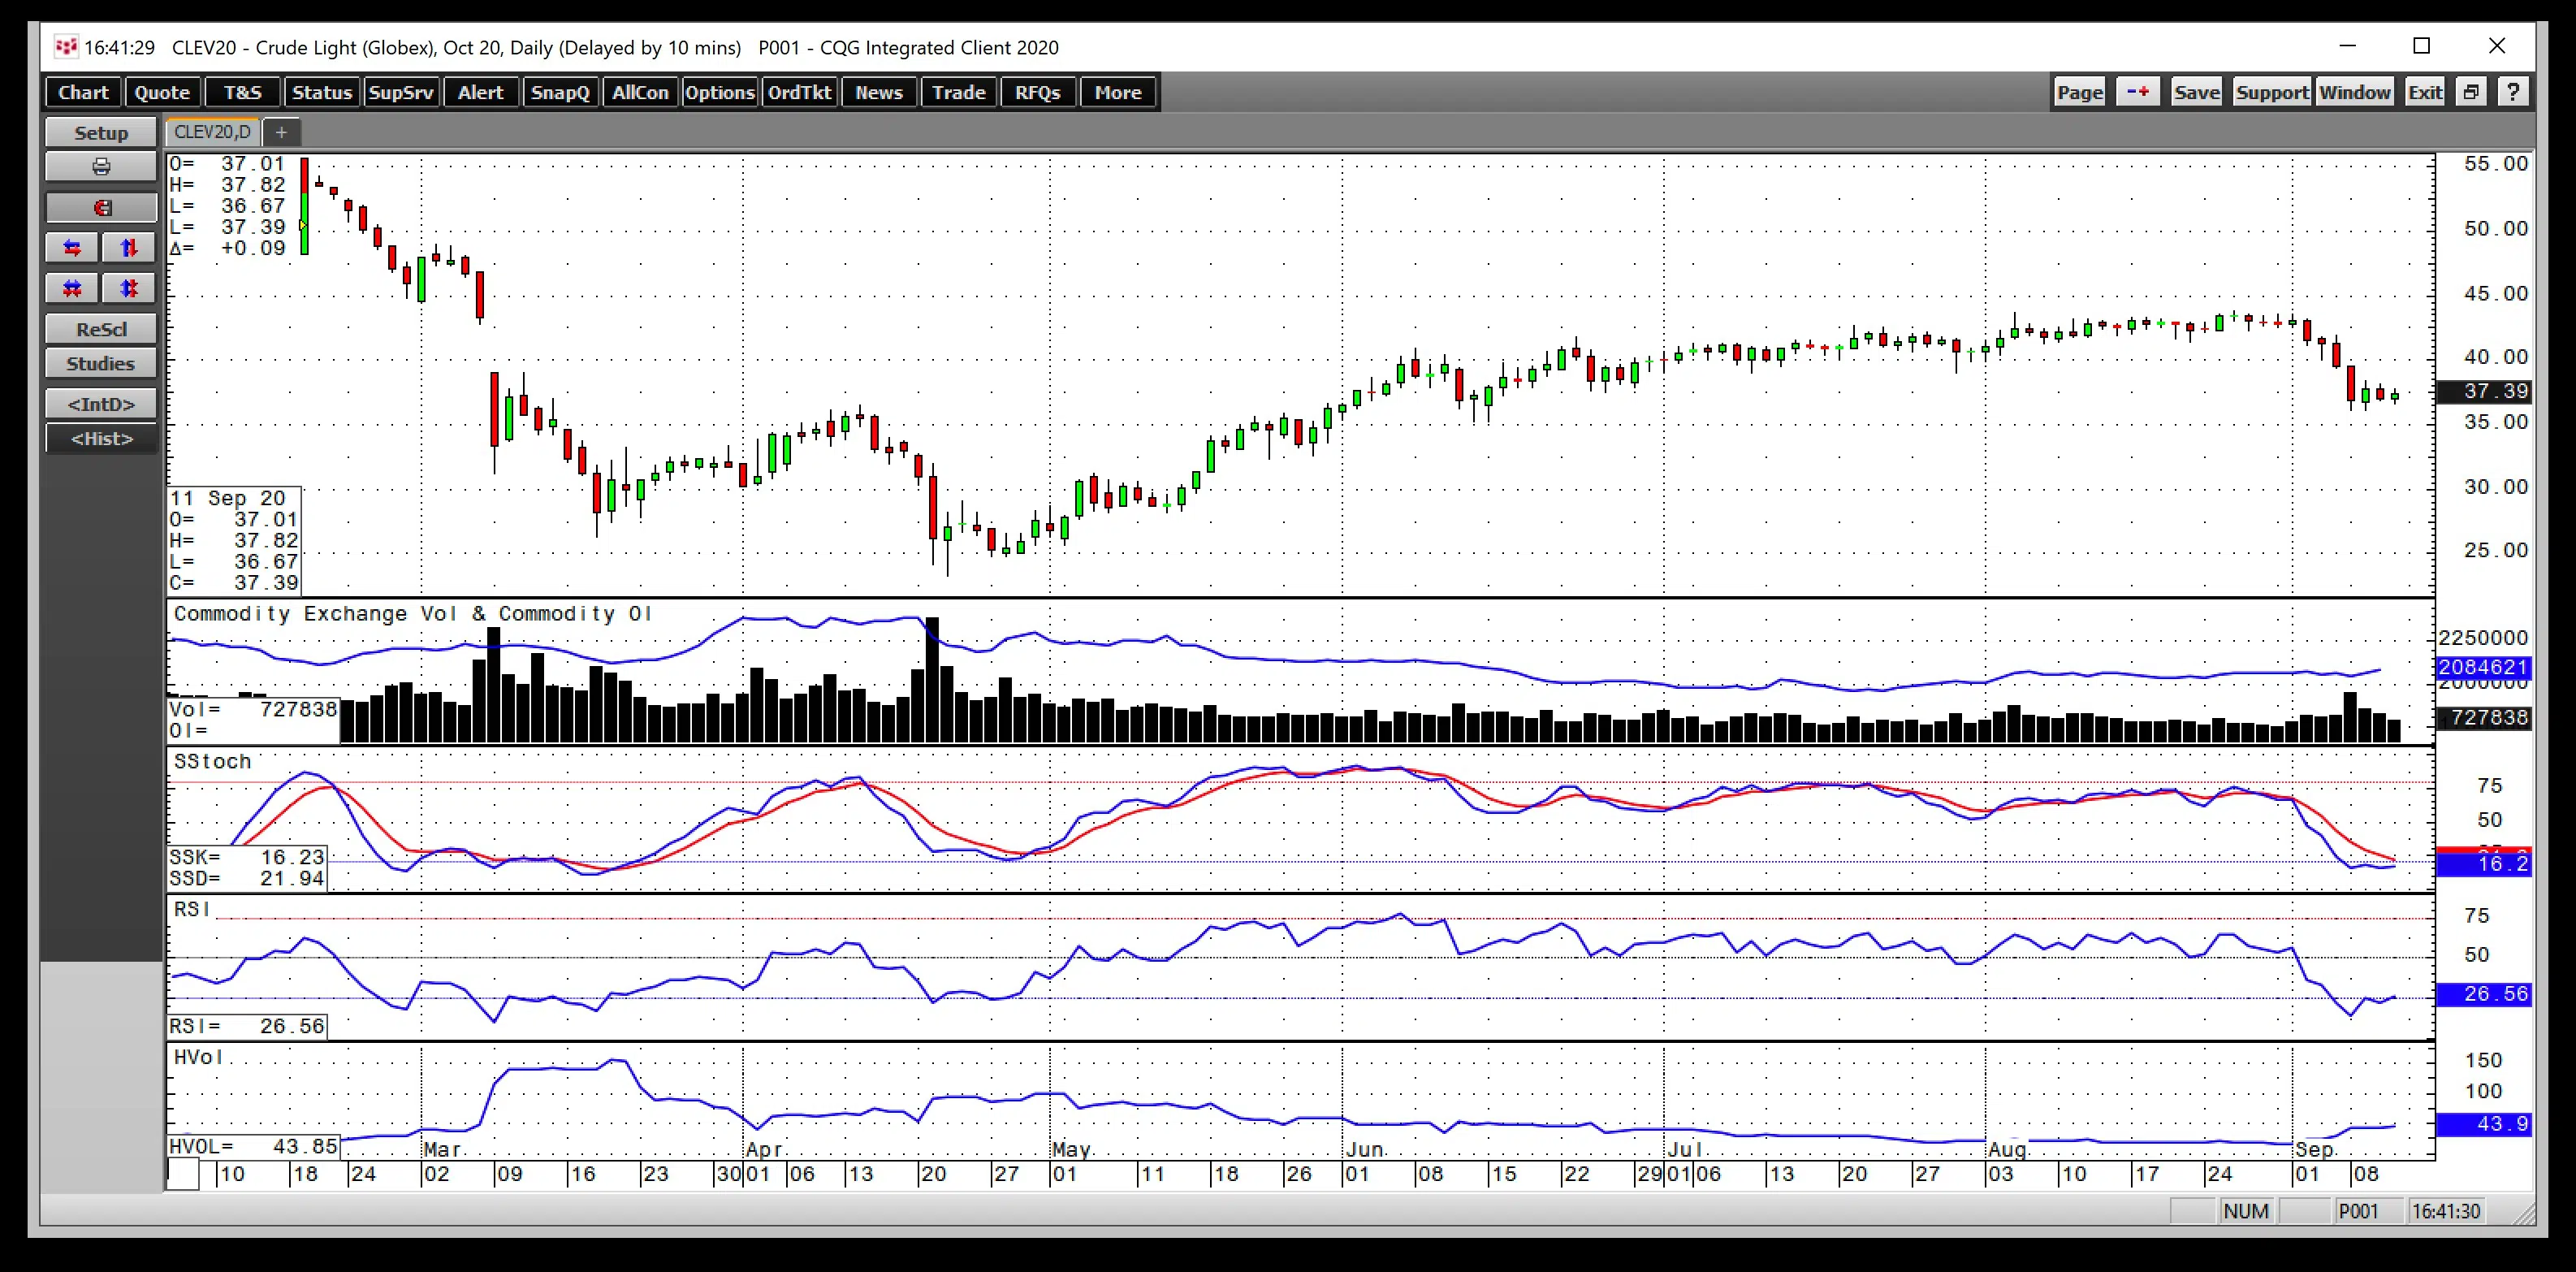 16:41:29 CLEV20 - Crude Light (Globex), Oct 20, Daily (Delayed by 10 mins) P001 - CQG Integrated Client 2020
Chart Quote T&S Status SupSrv Alert SnapQ AllCon Options OrdTkt News Trade RFQs More Page -+ Save Support Window Exit ?
Setup
CLEV20,D +
ReScl
Studies
<IntD>
<Hist>
O= 37.01
H= 37.82
L= 36.67
L= 37.39
Δ= +0.09
55.00
50.00
45.00
40.00
37.39
35.00
30.00
25.00
11 Sep 20
O= 37.01
H= 37.82
L= 36.67
C= 37.39
Commodity Exchange Vol & Commodity OI
2250000
2084621
2000000
727838
Vol= 727838
OI=
SStoch
75
50
16.2
SSK= 16.23
SSD= 21.94
RSI
75
50
26.56
RSI= 26.56
HVol
150
100
43.9
HVOL= 43.85
Mar Apr May Jun Jul Aug Sep
10 18 24 02 09 16 23 30 01 06 13 20 27 01 11 18 26 01 08 15 22 29 01 06 13 20 27 03 10 17 24 01 08
NUM P001 16:41:30